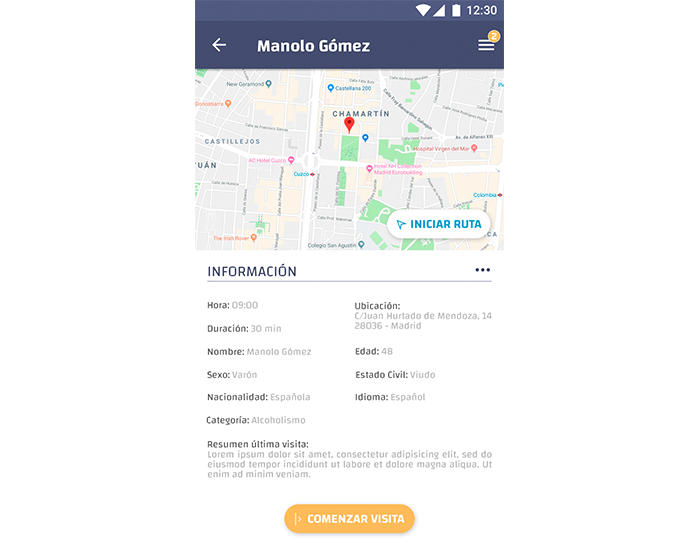 12:30
Manolo Gómez
2
New Geramond
Castellana 200
CHAMARTÍN
CASTILLEJOS
Av. de Alfonso XIII
Hospital Virgen del Mar
AC Hotel Cuzco
Hotel NH Collection
Madrid Eurobuilding
Cuzco
Colombia
INICIAR RUTA
The Irish Rover
Colegio San Agustín
INFORMACIÓN
Hora: 09:00
Ubicación:
C/Juan Hurtado de Mendoza, 14
28036 - Madrid
Duración: 30 min
Nombre: Manolo Gómez
Edad: 48
Sexo: Varón
Estado Civil: Viudo
Nacionalidad: Española
Idioma: Español
Categoría: Alcoholismo
Resumen última visita:
Lorem ipsum dolor sit amet, consectetur adipisicing elit, sed do
eiusmod tempor incididunt ut labore et dolore magna aliqua. Ut
enim ad minim veniam.
COMENZAR VISITA